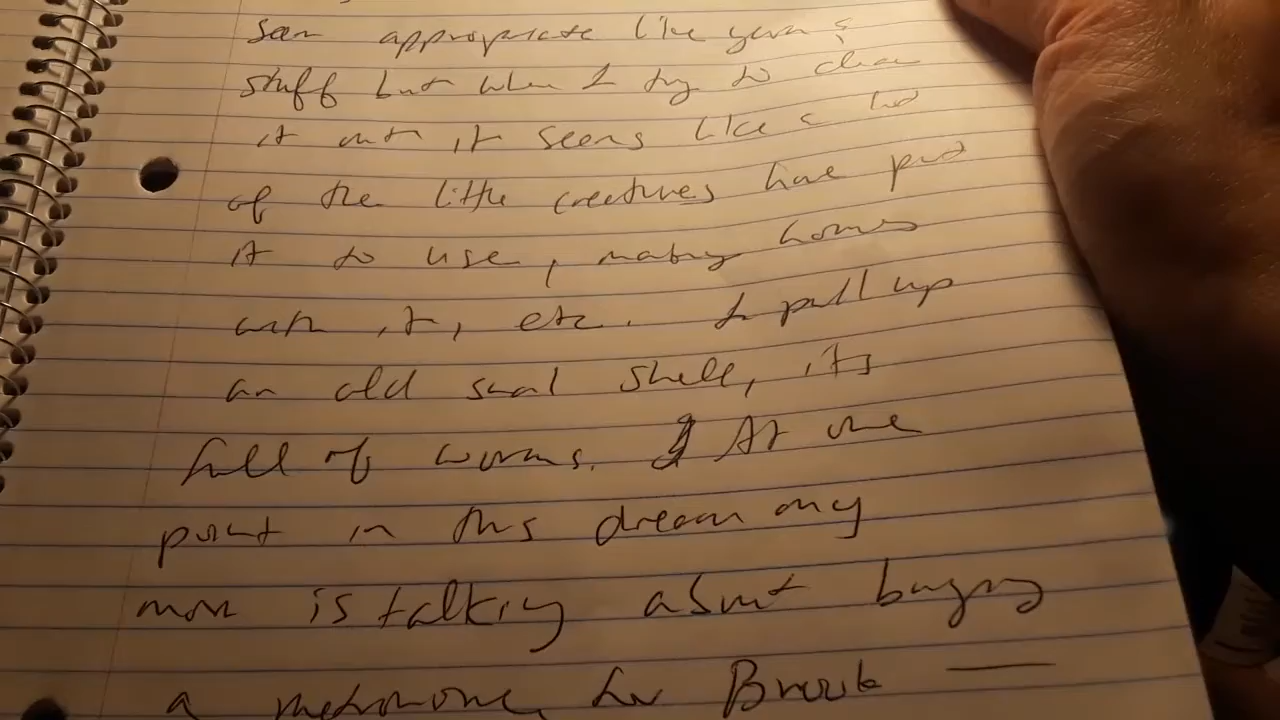 seem appropriate like yarn &
stuff but when I try to clean
it out it seems like a lot
of the little creatures have put
it to use, making homes
with it, etc. I pull up
an old snail shell, its
full of worms. At one
point in this dream my
mom is talking about buying
a metronome for Brook —